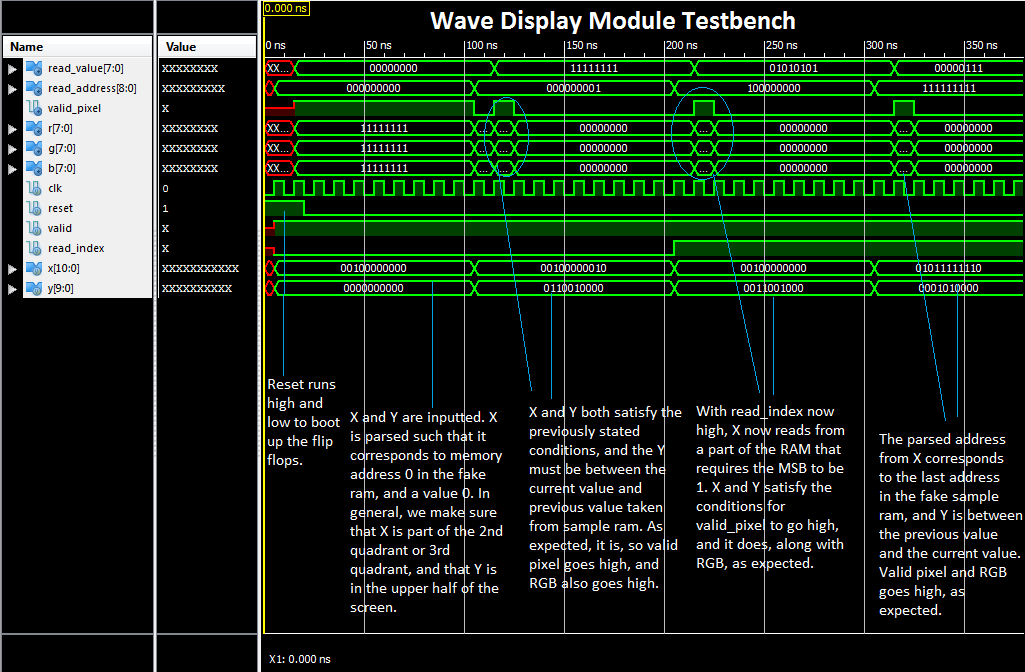 0.000 ns
Wave Display Module Testbench
Name
Value
0 ns
50 ns
100 ns
150 ns
200 ns
250 ns
300 ns
350 ns
read_value[7:0]
XXXXXXXX
XX...
00000000
11111111
01010101
00000111
read_address[8:0]
XXXXXXXXX
000000000
000000001
100000000
111111111
valid_pixel
X
r[7:0]
XXXXXXXX
XX...
11111111
...
...
00000000
...
00000000
...
00000000
g[7:0]
XXXXXXXX
XX...
11111111
...
...
00000000
...
00000000
...
00000000
b[7:0]
XXXXXXXX
XX...
11111111
...
...
00000000
...
00000000
...
00000000
clk
0
reset
1
valid
X
read_index
X
x[10:0]
XXXXXXXXXXX
00100000000
00100000010
00100000000
01011111110
y[9:0]
XXXXXXXXXX
0000000000
0110010000
0011001000
0001010000
Reset runs
high and
low to boot
up the flip
flops.
X and Y are inputted. X
is parsed such that it
corresponds to memory
address 0 in the fake
ram, and a value 0. In
general, we make sure
that X is part of the 2nd
quadrant or 3rd
quadrant, and that Y is
in the upper half of the
screen.
X and Y both satisfy the
previously stated
conditions, and the Y
must be between the
current value and
previous value taken
from sample ram. As
expected, it is, so valid
pixel goes high, and
RGB also goes high.
With read_index now
high, X now reads from
a part of the RAM that
requires the MSB to be
1. X and Y satisfy the
conditions for
valid_pixel to go high,
and it does, along with
RGB, as expected.
The parsed address
from X corresponds
to the last address
in the fake sample
ram, and Y is between
the previous value
and the current value.
Valid pixel and RGB
goes high, as
expected.
X1: 0.000 ns